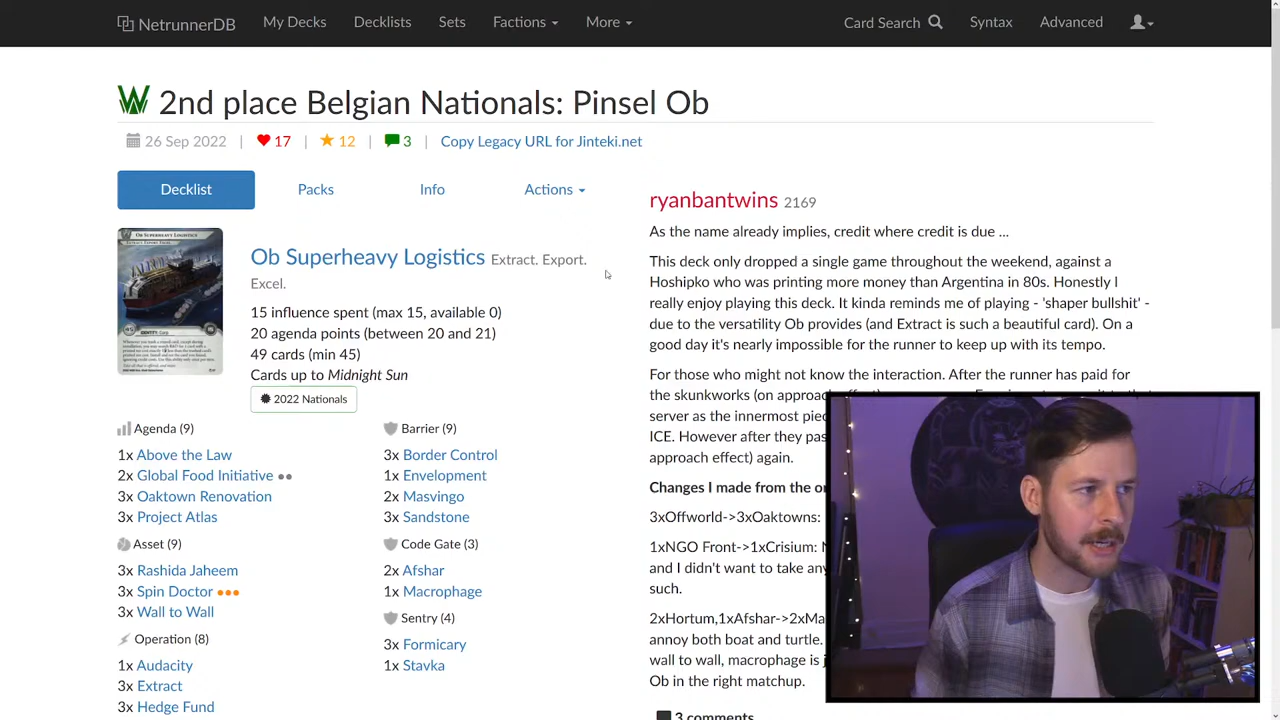 NetrunnerDB My Decks Decklists Sets Factions More Card Search Syntax Advanced
2nd place Belgian Nationals: Pinsel Ob
26 Sep 2022 | 17 | 12 | 3 | Copy Legacy URL for Jinteki.net
Decklist Packs Info Actions
Ob Superheavy Logistics Extract. Export.
Excel.
15 influence spent (max 15, available 0)
20 agenda points (between 20 and 21)
49 cards (min 45)
Cards up to Midnight Sun
2022 Nationals
Agenda (9)
1x Above the Law
2x Global Food Initiative ●●
3x Oaktown Renovation
3x Project Atlas
Asset (9)
3x Rashida Jaheem
3x Spin Doctor ●●●
3x Wall to Wall
Operation (8)
1x Audacity
3x Extract
3x Hedge Fund
Barrier (9)
3x Border Control
1x Envelopment
2x Masvingo
3x Sandstone
Code Gate (3)
2x Afshar
1x Macrophage
Sentry (4)
3x Formicary
1x Stavka
ryanbantwins 2169
As the name already implies, credit where credit is due ...
This deck only dropped a single game throughout the weekend, against a
Hoshipko who was printing more money than Argentina in 80s. Honestly I
really enjoy playing this deck. It kinda reminds me of playing - 'shaper bullshit' -
due to the versatility Ob provides (and Extract is such a beautiful card). On a
good day it's nearly impossible for the runner to keep up with its tempo.
For those who might not know the interaction. After the runner has paid for
the skunkworks (on approach
server as the innermost pie
ICE. However after they pas
approach effect) again.
Changes I made from the or
3xOffworld->3xOaktowns:
1xNGO Front->1xCrisium: N
and I didn't want to take any
such.
2xHortum,1xAfshar->2xMa
annoy both boat and turtle.
wall to wall, macrophage is j
Ob in the right matchup.
3 comments